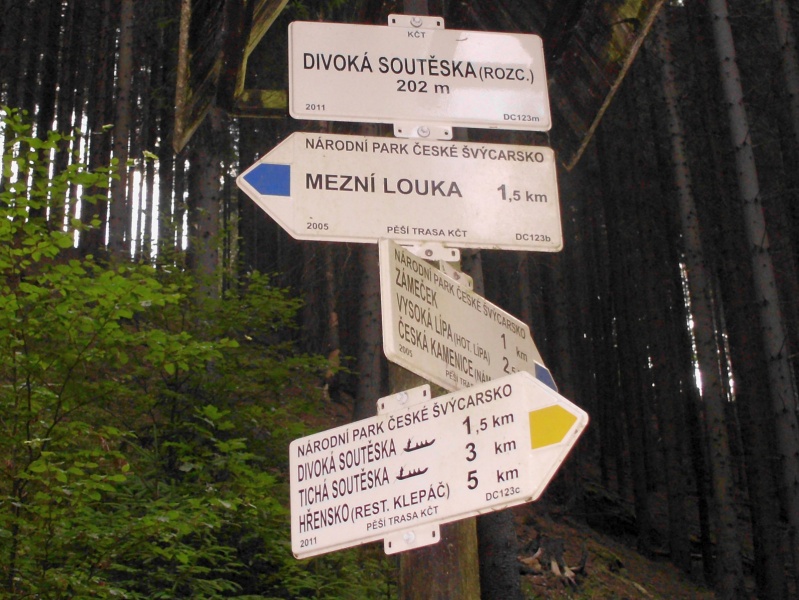 KČT
DIVOKÁ SOUTĚSKA (ROZC.)
202 m
2011 DC123m
NÁRODNÍ PARK ČESKÉ ŠVÝCARSKO
MEZNÍ LOUKA 1,5 KM
2005 PĚŠÍ TRASA KČT DC123b
NÁRODNÍ PARK ČESKÉ ŠVÝCARSKO
ZÁMEČEK 1 km
VYSOKÁ LÍPA (HOT. LÍPA) 2,5
ČESKÁ KAMENICE
2005 PĚŠÍ
NÁRODNÍ PARK ČESKÉ ŠVÝCARSKO
DIVOKÁ SOUTĚSKA 1,5 KM
TICHÁ SOUTĚSKA 3 KM
HŘENSKO (REST. KLEPÁČ) 5 KM
2011 PĚŠÍ TRASA KČT DC123c